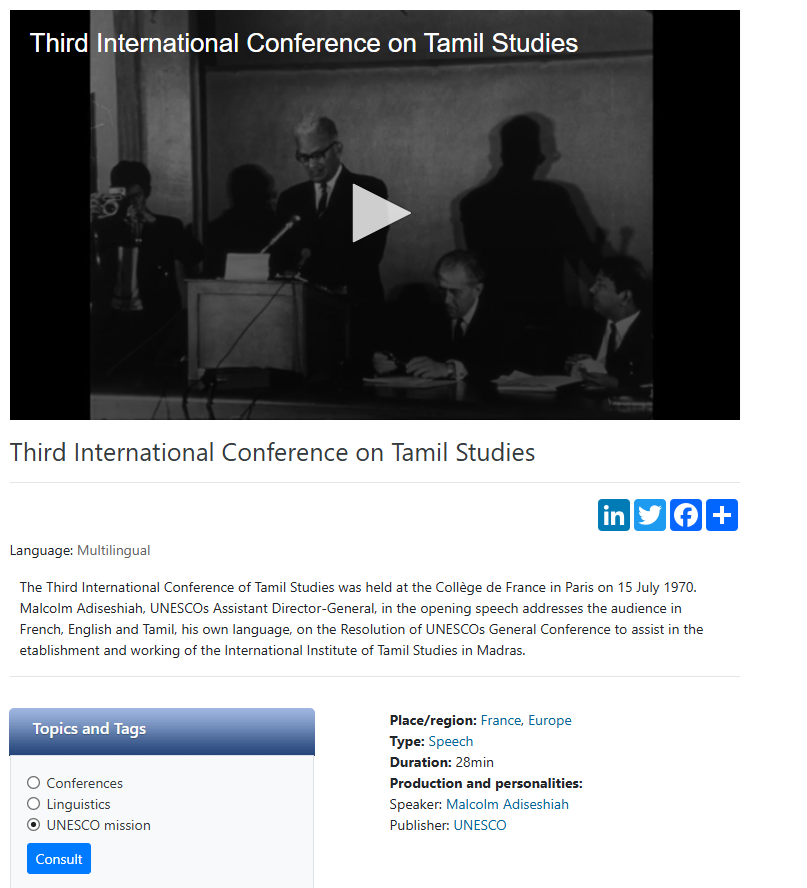 Third International Conference on Tamil Studies
Third International Conference on Tamil Studies
Language: Multilingual
The Third International Conference of Tamil Studies was held at the Collège de France in Paris on 15 July 1970.
Malcolm Adiseshiah, UNESCOs Assistant Director-General, in the opening speech addresses the audience in
French, English and Tamil, his own language, on the Resolution of UNESCOs General Conference to assist in the
etablishment and working of the International Institute of Tamil Studies in Madras.
Topics and Tags
Conferences
Linguistics
UNESCO mission
Consult
Place/region: France, Europe
Type: Speech
Duration: 28min
Production and personalities:
Speaker: Malcolm Adiseshiah
Publisher: UNESCO